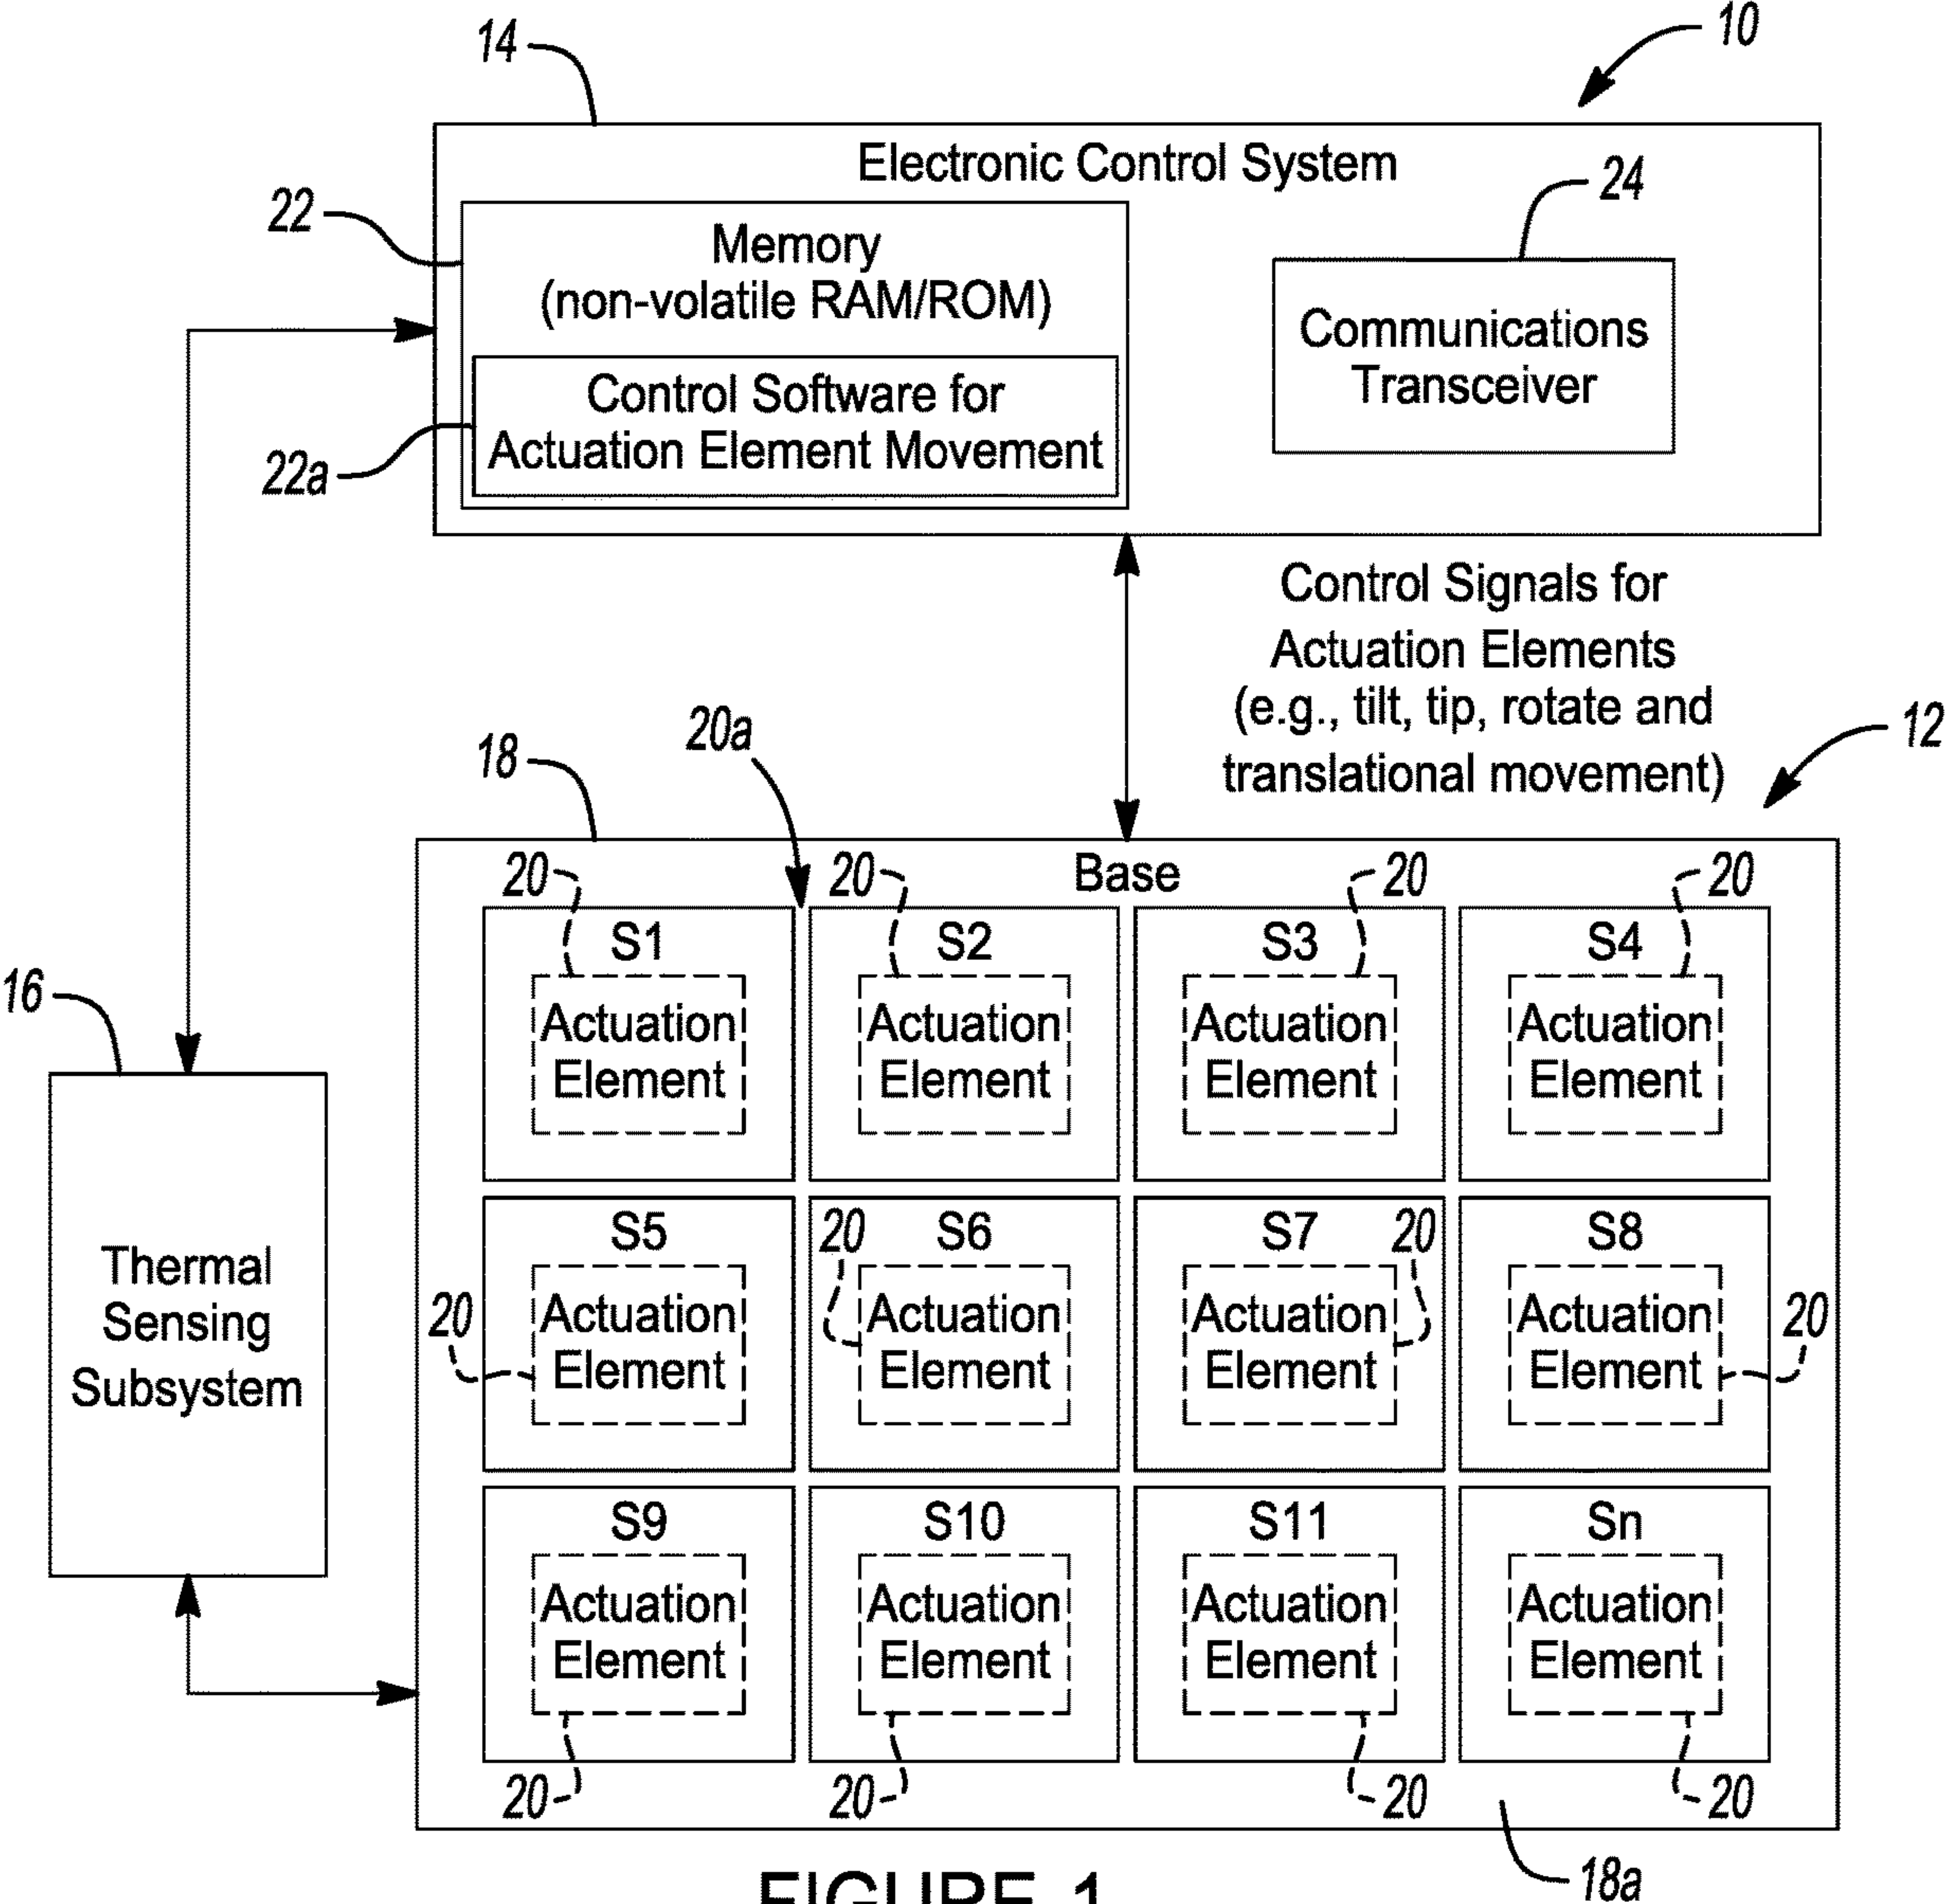 10
14
Electronic Control System
24
22
Memory
(non-volatile RAM/ROM)
Communications
Transceiver
Control Software for
Actuation Element Movement
22a
Control Signals for
Actuation Elements
(e.g., tilt, tip, rotate and
translational movement)
12
20a
18
Base
20 20 20 20
S1 S2 S3 S4
Actuation Actuation Actuation Actuation
Element Element Element Element
16
Thermal
Sensing
Subsystem
S5 S6 S7 S8
20 20 20 20
Actuation Actuation Actuation Actuation
Element Element Element Element
S9 S10 S11 Sn
Actuation Actuation Actuation Actuation
Element Element Element Element
20 20 20 20
18a
FIGURE 1